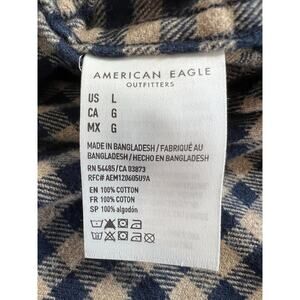 AMERICAN EAGLE
OUTFITTERS
US L
CA G
MX G
MADE IN BANGLADESH / FABRIQUÉ AU
BANGLADESH / HECHO EN BANGLADESH
RN 54485/CA 03873
RFC# AEM120605U9A
EN 100% COTTON
FR 100% COTON
SP 100% algodón